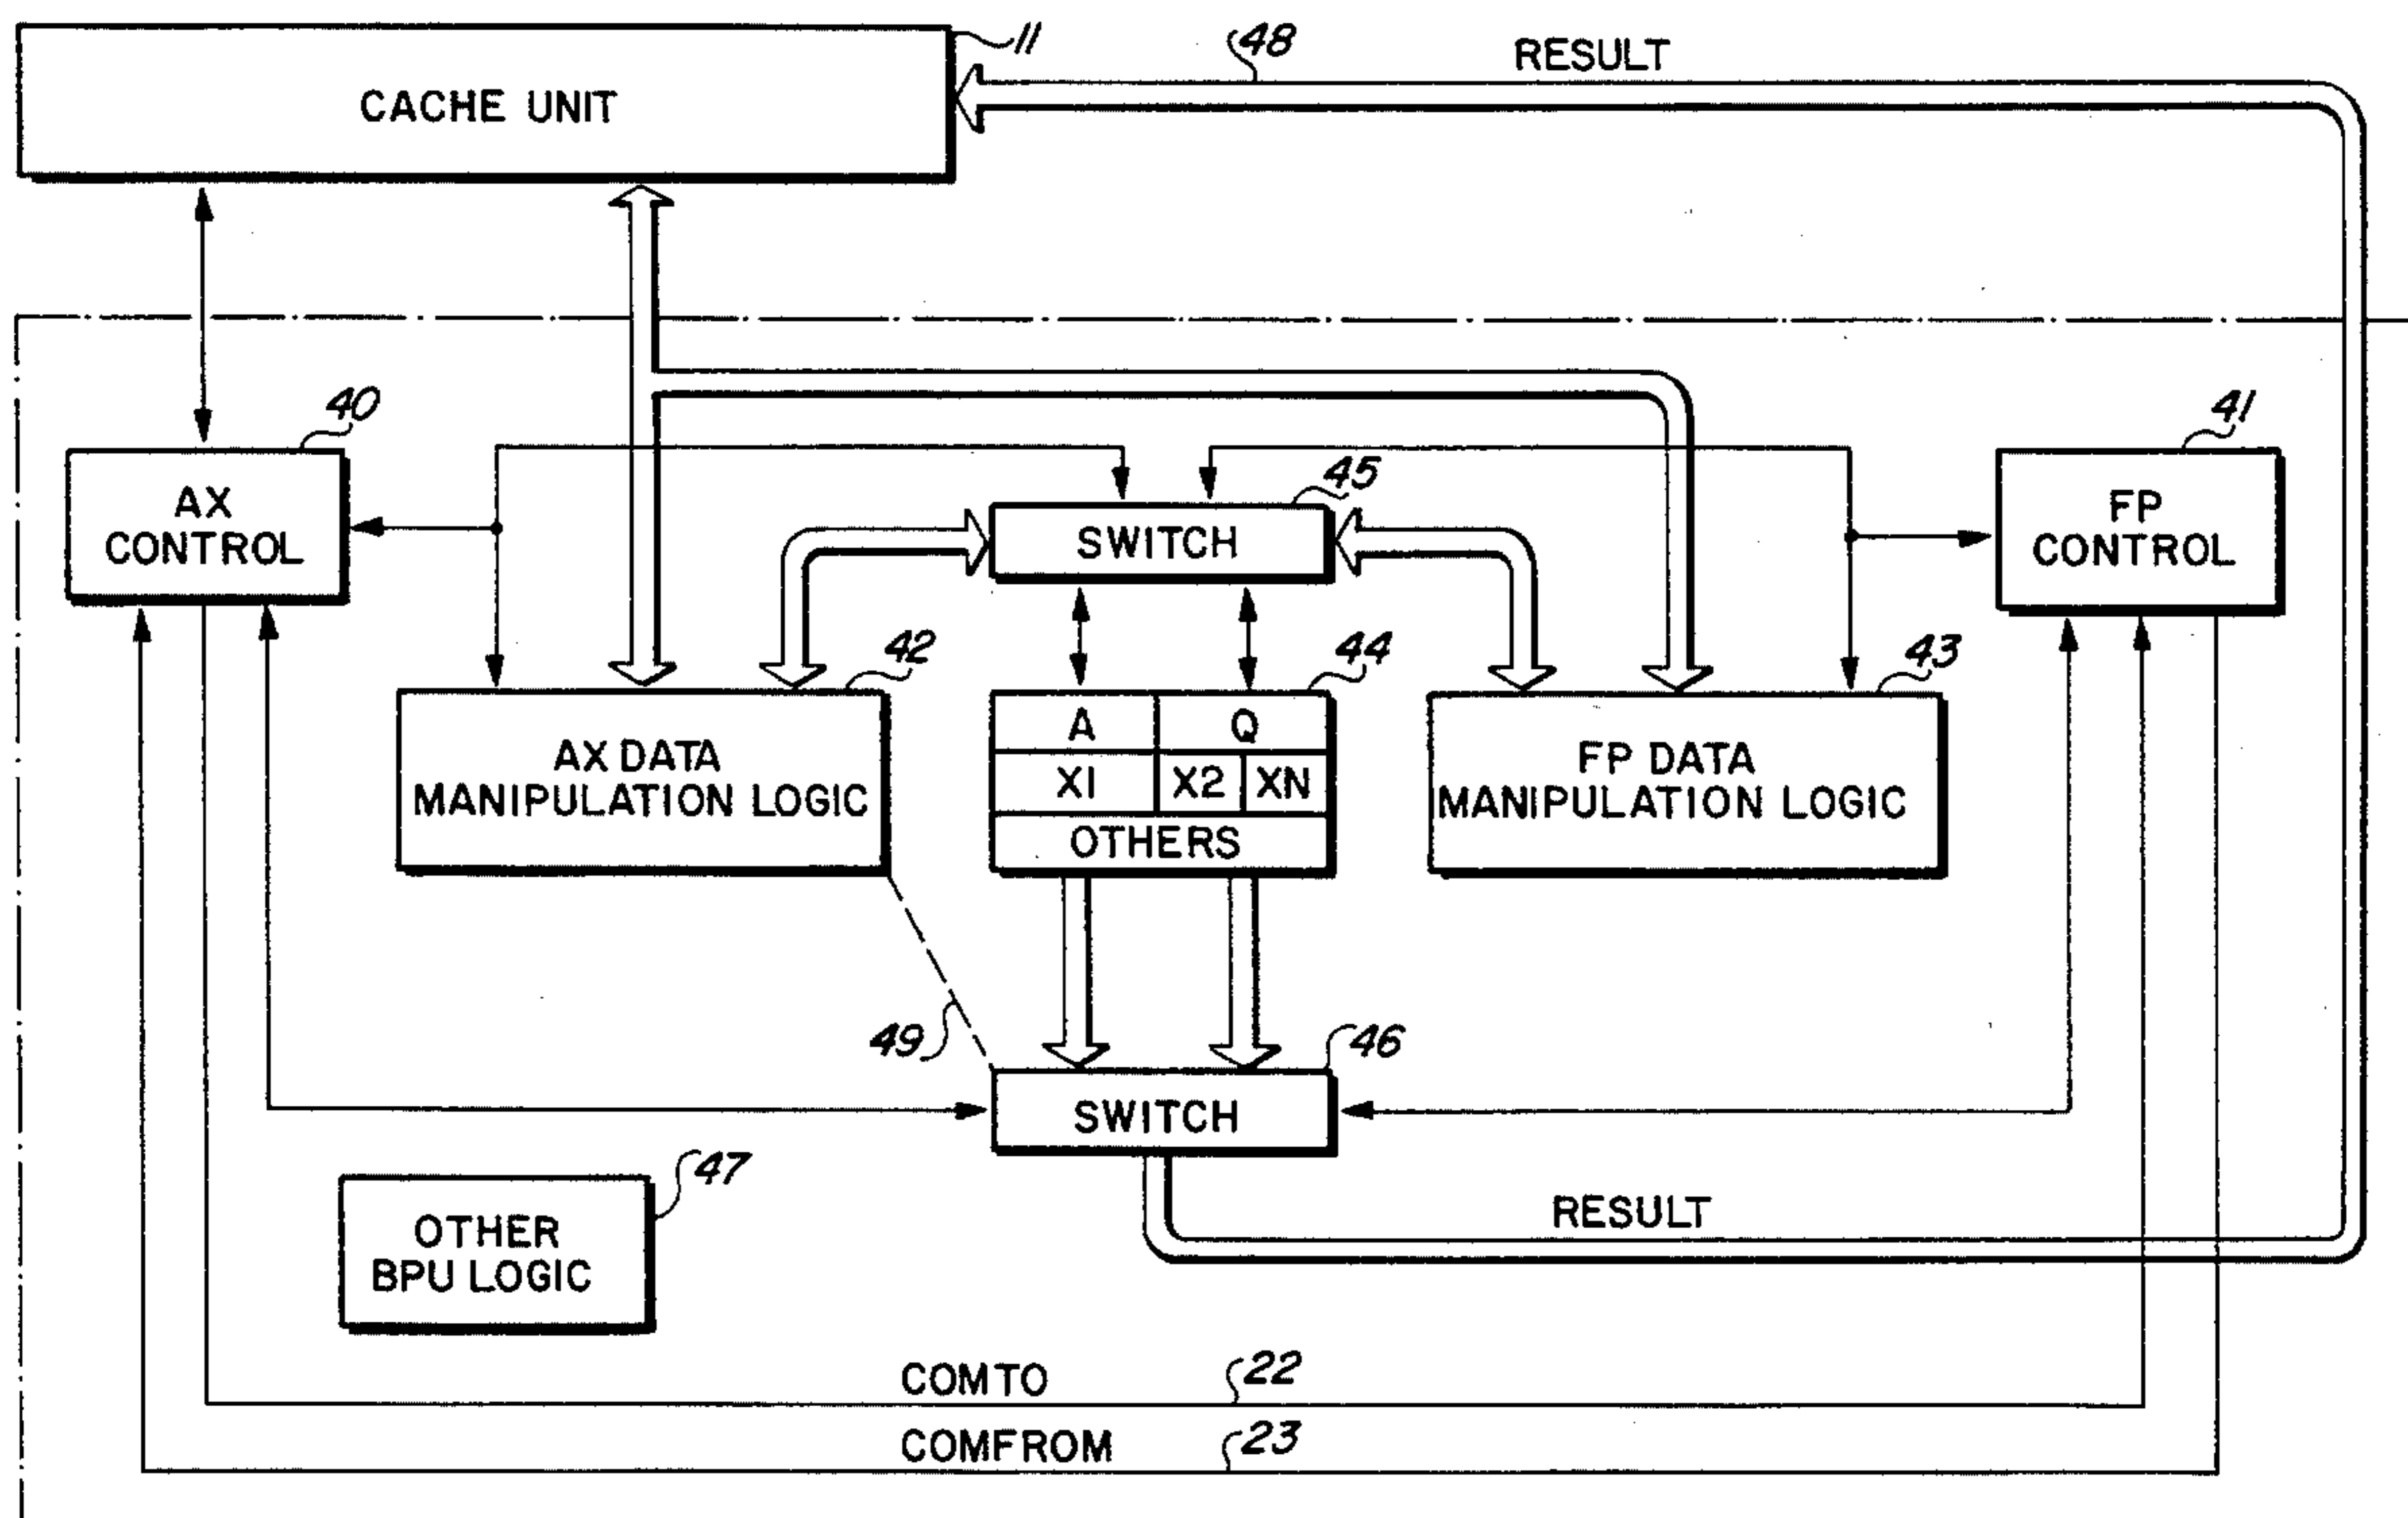 11
48
RESULT
CACHE UNIT
40
41
45
AX
CONTROL
SWITCH
FP
CONTROL
42
44
43
A
Q
AX DATA
MANIPULATION LOGIC
X1
X2
XN
FP DATA
MANIPULATION LOGIC
OTHERS
49
46
SWITCH
47
OTHER
BPU LOGIC
RESULT
COMTO
22
COMFROM
23